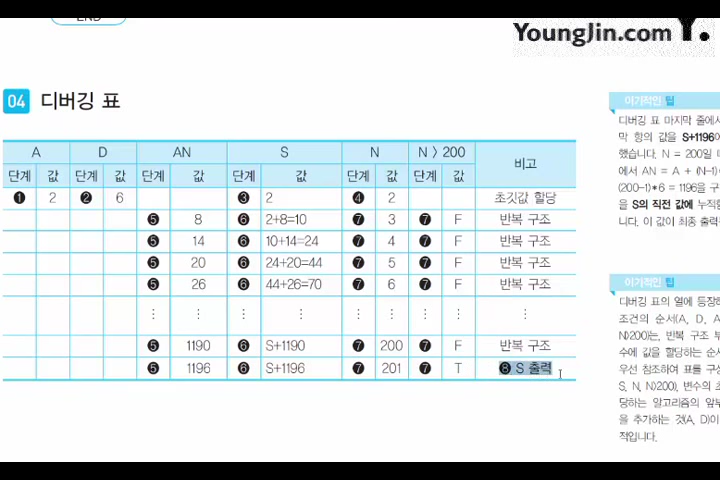 END
YoungJin.com Y.
04 디버깅 표
A D AN S N N > 200 비고
단계 값 단계 값 단계 값 단계 값 단계 값 단계 값
❶ 2 ❷ 6 ❸ 2 ❹ 2 초깃값 할당
❺ 8 ❻ 2+8=10 ❼ 3 ❼ F 반복 구조
❺ 14 ❻ 10+14=24 ❼ 4 ❼ F 반복 구조
❺ 20 ❻ 24+20=44 ❼ 5 ❼ F 반복 구조
❺ 26 ❻ 44+26=70 ❼ 6 ❼ F 반복 구조
⋮ ⋮ ⋮ ⋮ ⋮ ⋮ ⋮ ⋮ ⋮
❺ 1190 ❻ S+1190 ❼ 200 ❼ F 반복 구조
❺ 1196 ❻ S+1196 ❼ 201 ❼ T ❽ S 출력
이기적인 팁
디버깅 표 마지막 줄에서
막 항의 값을 S+1196에
했습니다. N = 200일 때
에서 AN = A + (N-1)
(200-1)*6 = 1196을 구
을 S의 직전 값에 누적
니다. 이 값이 최종 출력
이기적인 팁
디버깅 표의 열에 등장하
조건의 순서(A, D, A
N)200)는, 반복 구조 부
수에 값을 할당하는 순서
우선 참조하여 표를 구성
S, N, N)200), 변수의 초
당하는 알고리즘의 앞부
을 추가하는 것(A, D)이
적입니다.